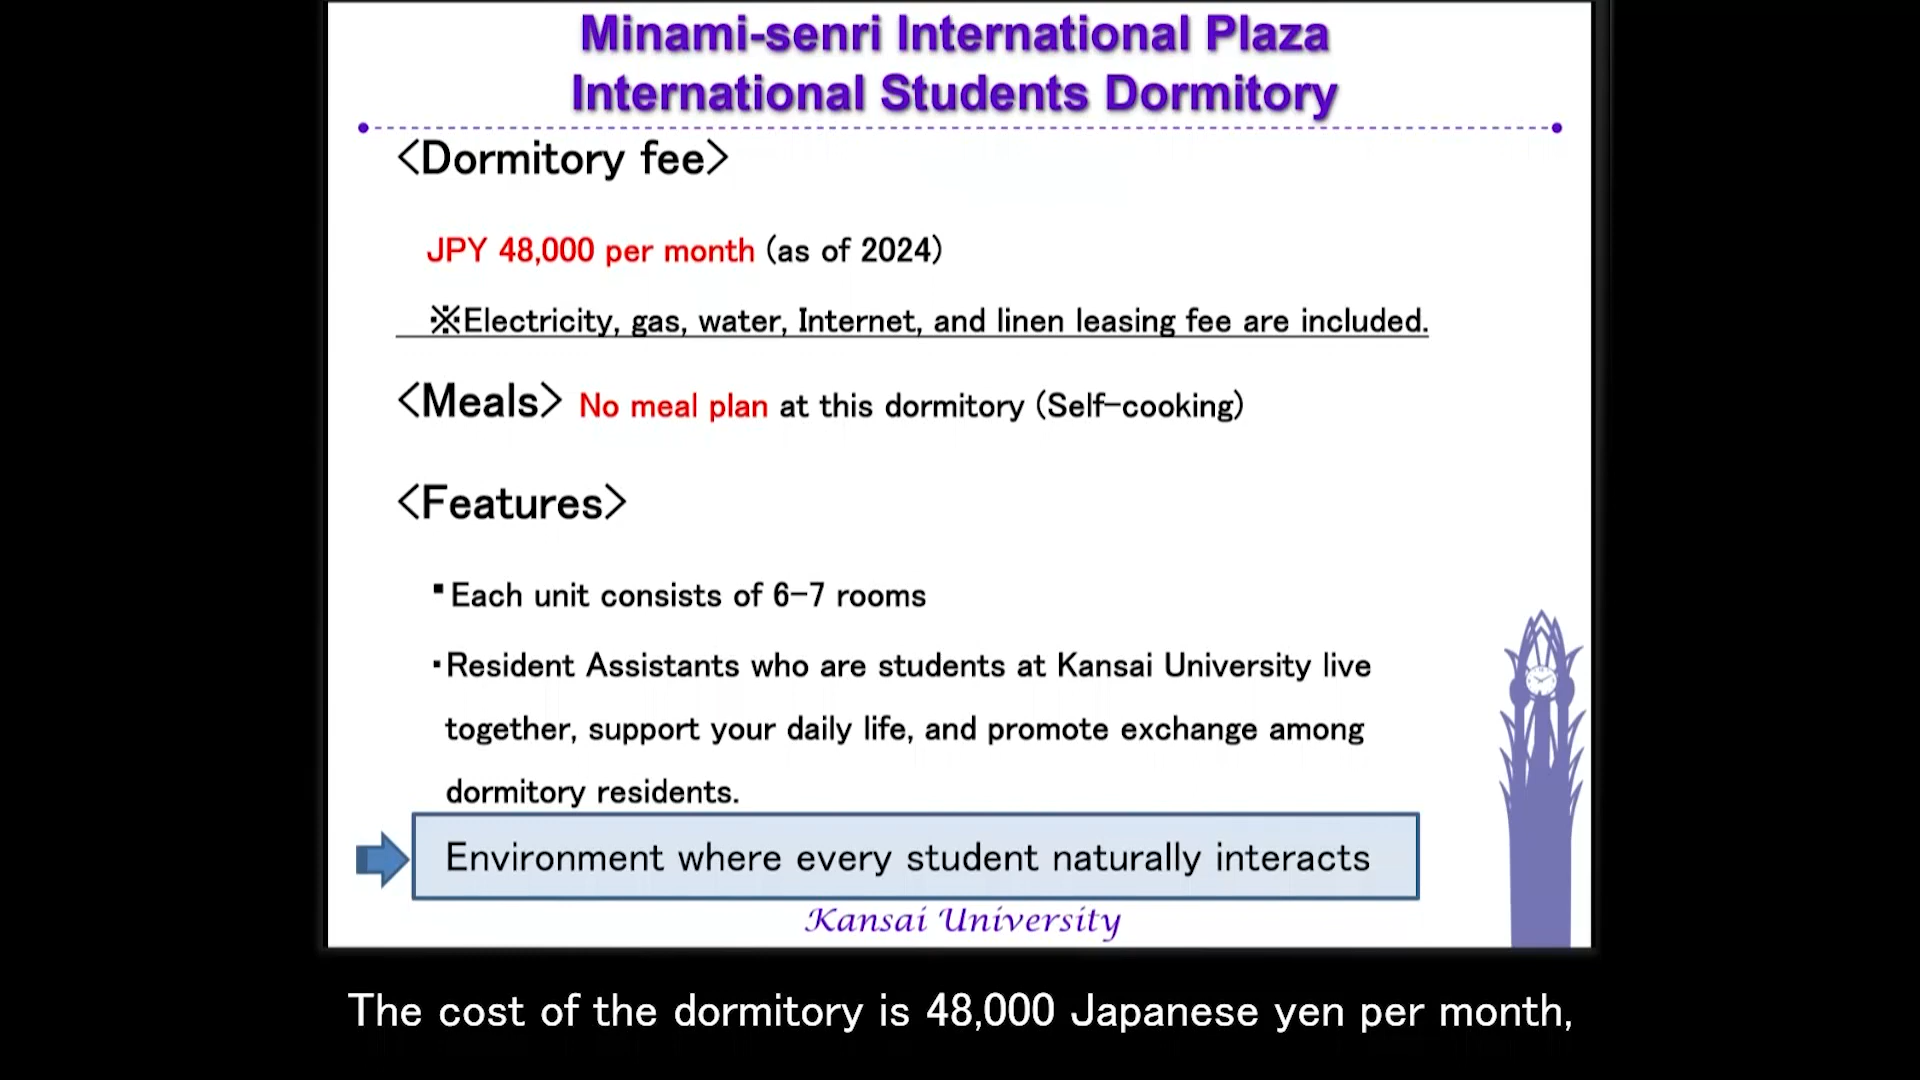 Minami-senri International Plaza
International Students Dormitory
<Dormitory fee>
JPY 48,000 per month (as of 2024)
※Electricity, gas, water, Internet, and linen leasing fee are included.
<Meals> No meal plan at this dormitory (Self-cooking)
<Features>
▪Each unit consists of 6-7 rooms
▪Resident Assistants who are students at Kansai University live
together, support your daily life, and promote exchange among
dormitory residents.
Environment where every student naturally interacts
Kansai University
The cost of the dormitory is 48,000 Japanese yen per month,